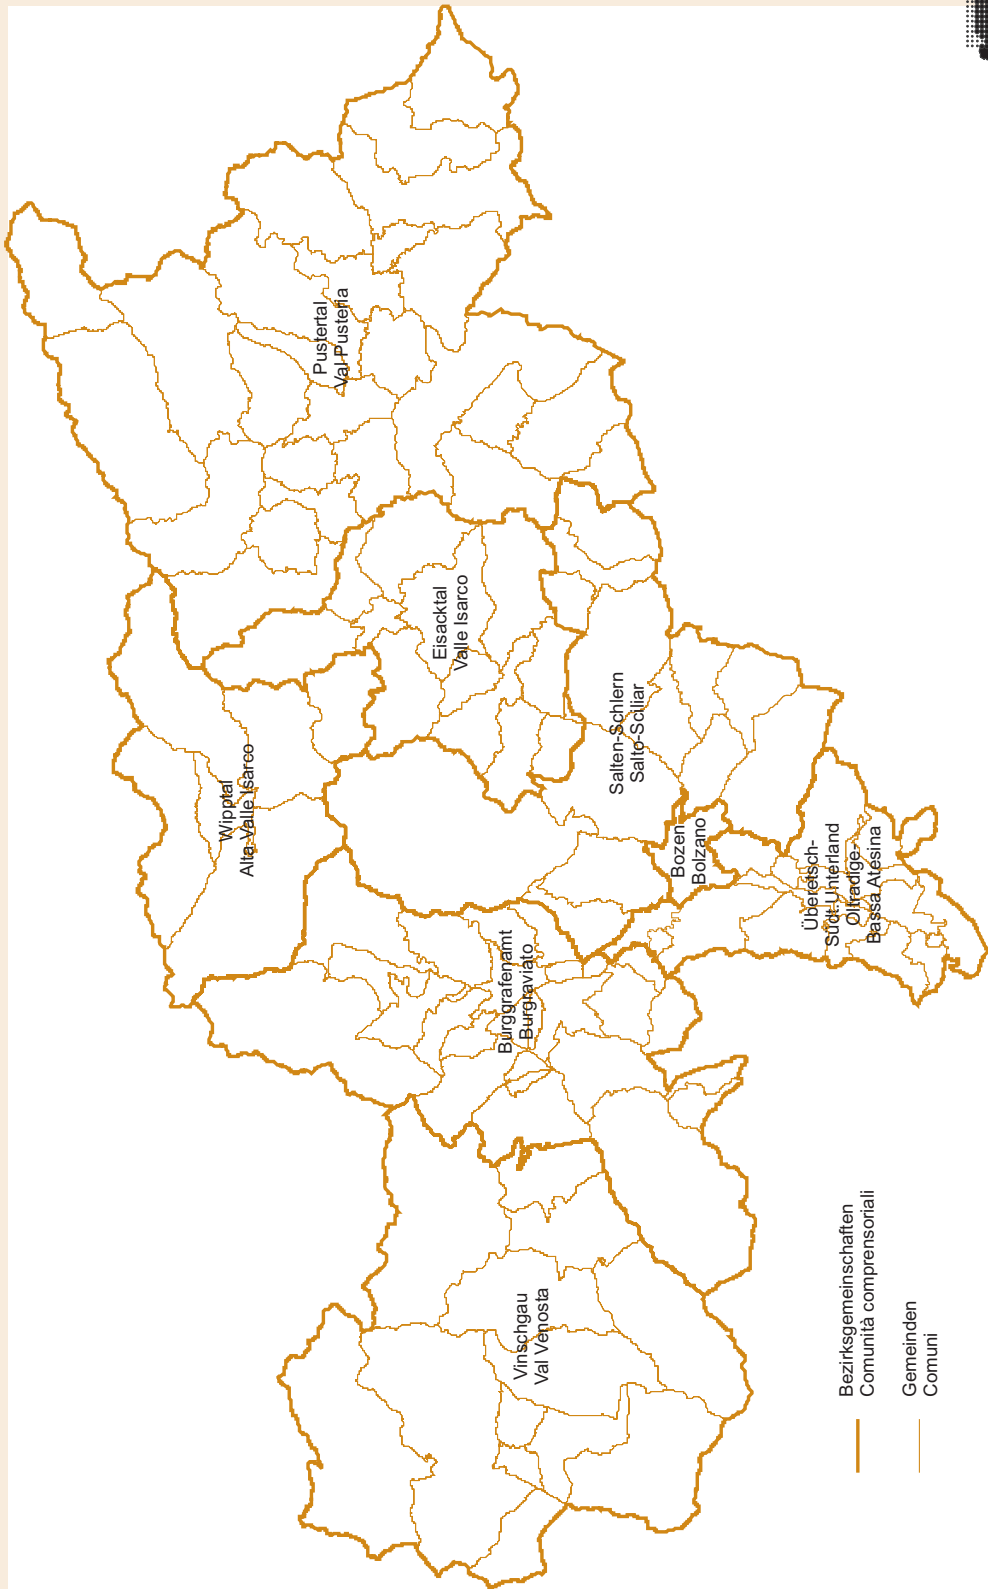 Pustertal
Val Pusteria
Wipptal
Alta Valle Isarco
Eisacktal
Valle Isarco
Salten-Schlern
Salto-Sciliar
Burggrafenamt
Burgraviato
Bozen
Bolzano
Überetsch-
Südt.Unterland
Oltradige-
Bassa Atesina
Vinschgau
Val Venosta
Bezirksgemeinschaften
Comunità comprensoriali
Gemeinden
Comuni